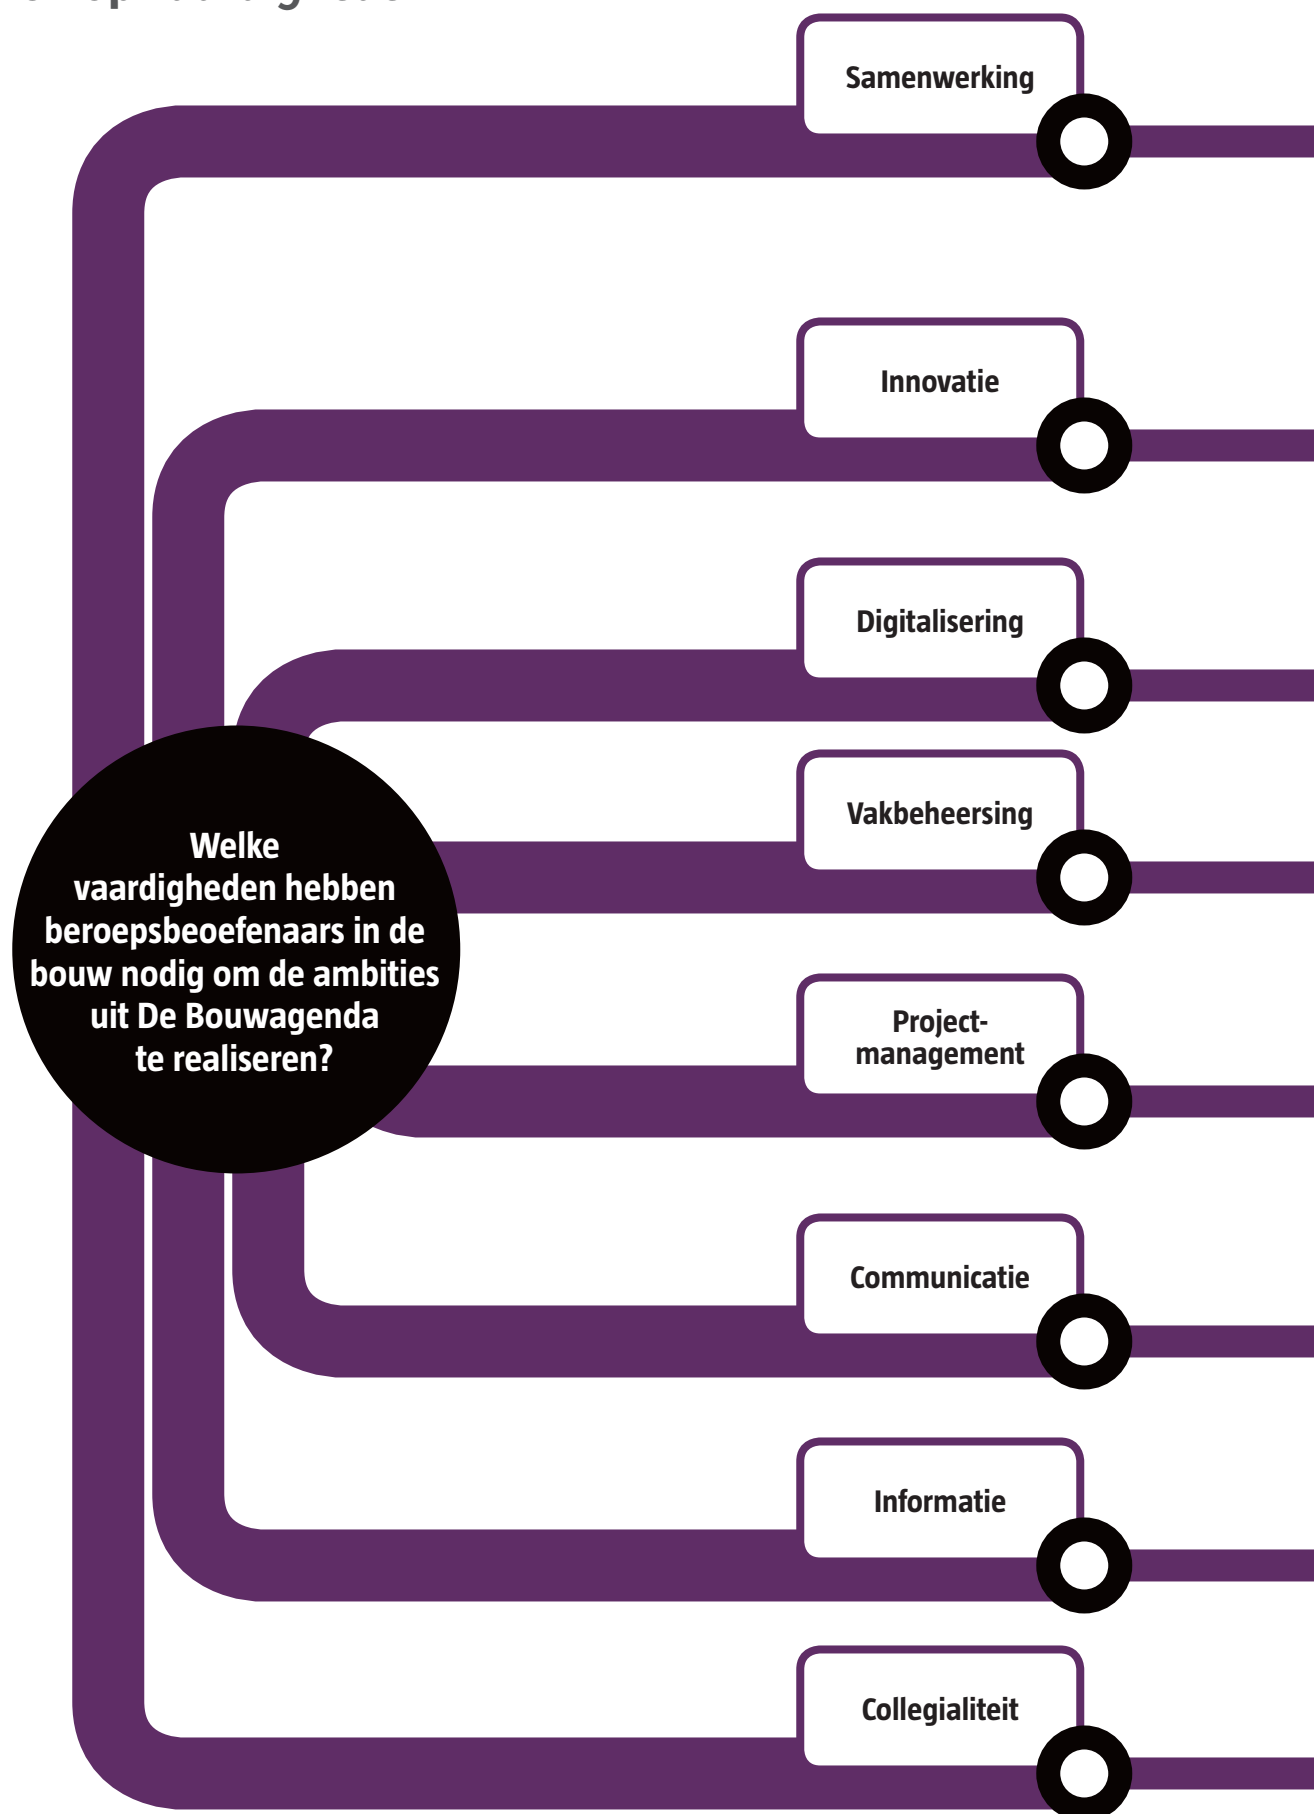 Samenwerking
Innovatie
Digitalisering
Vakbeheersing
Welke
vaardigheden hebben
beroepsbeoefenaars in de
bouw nodig om de ambities
uit De Bouwagenda
te realiseren?
Project-
management
Communicatie
Informatie
Collegialiteit